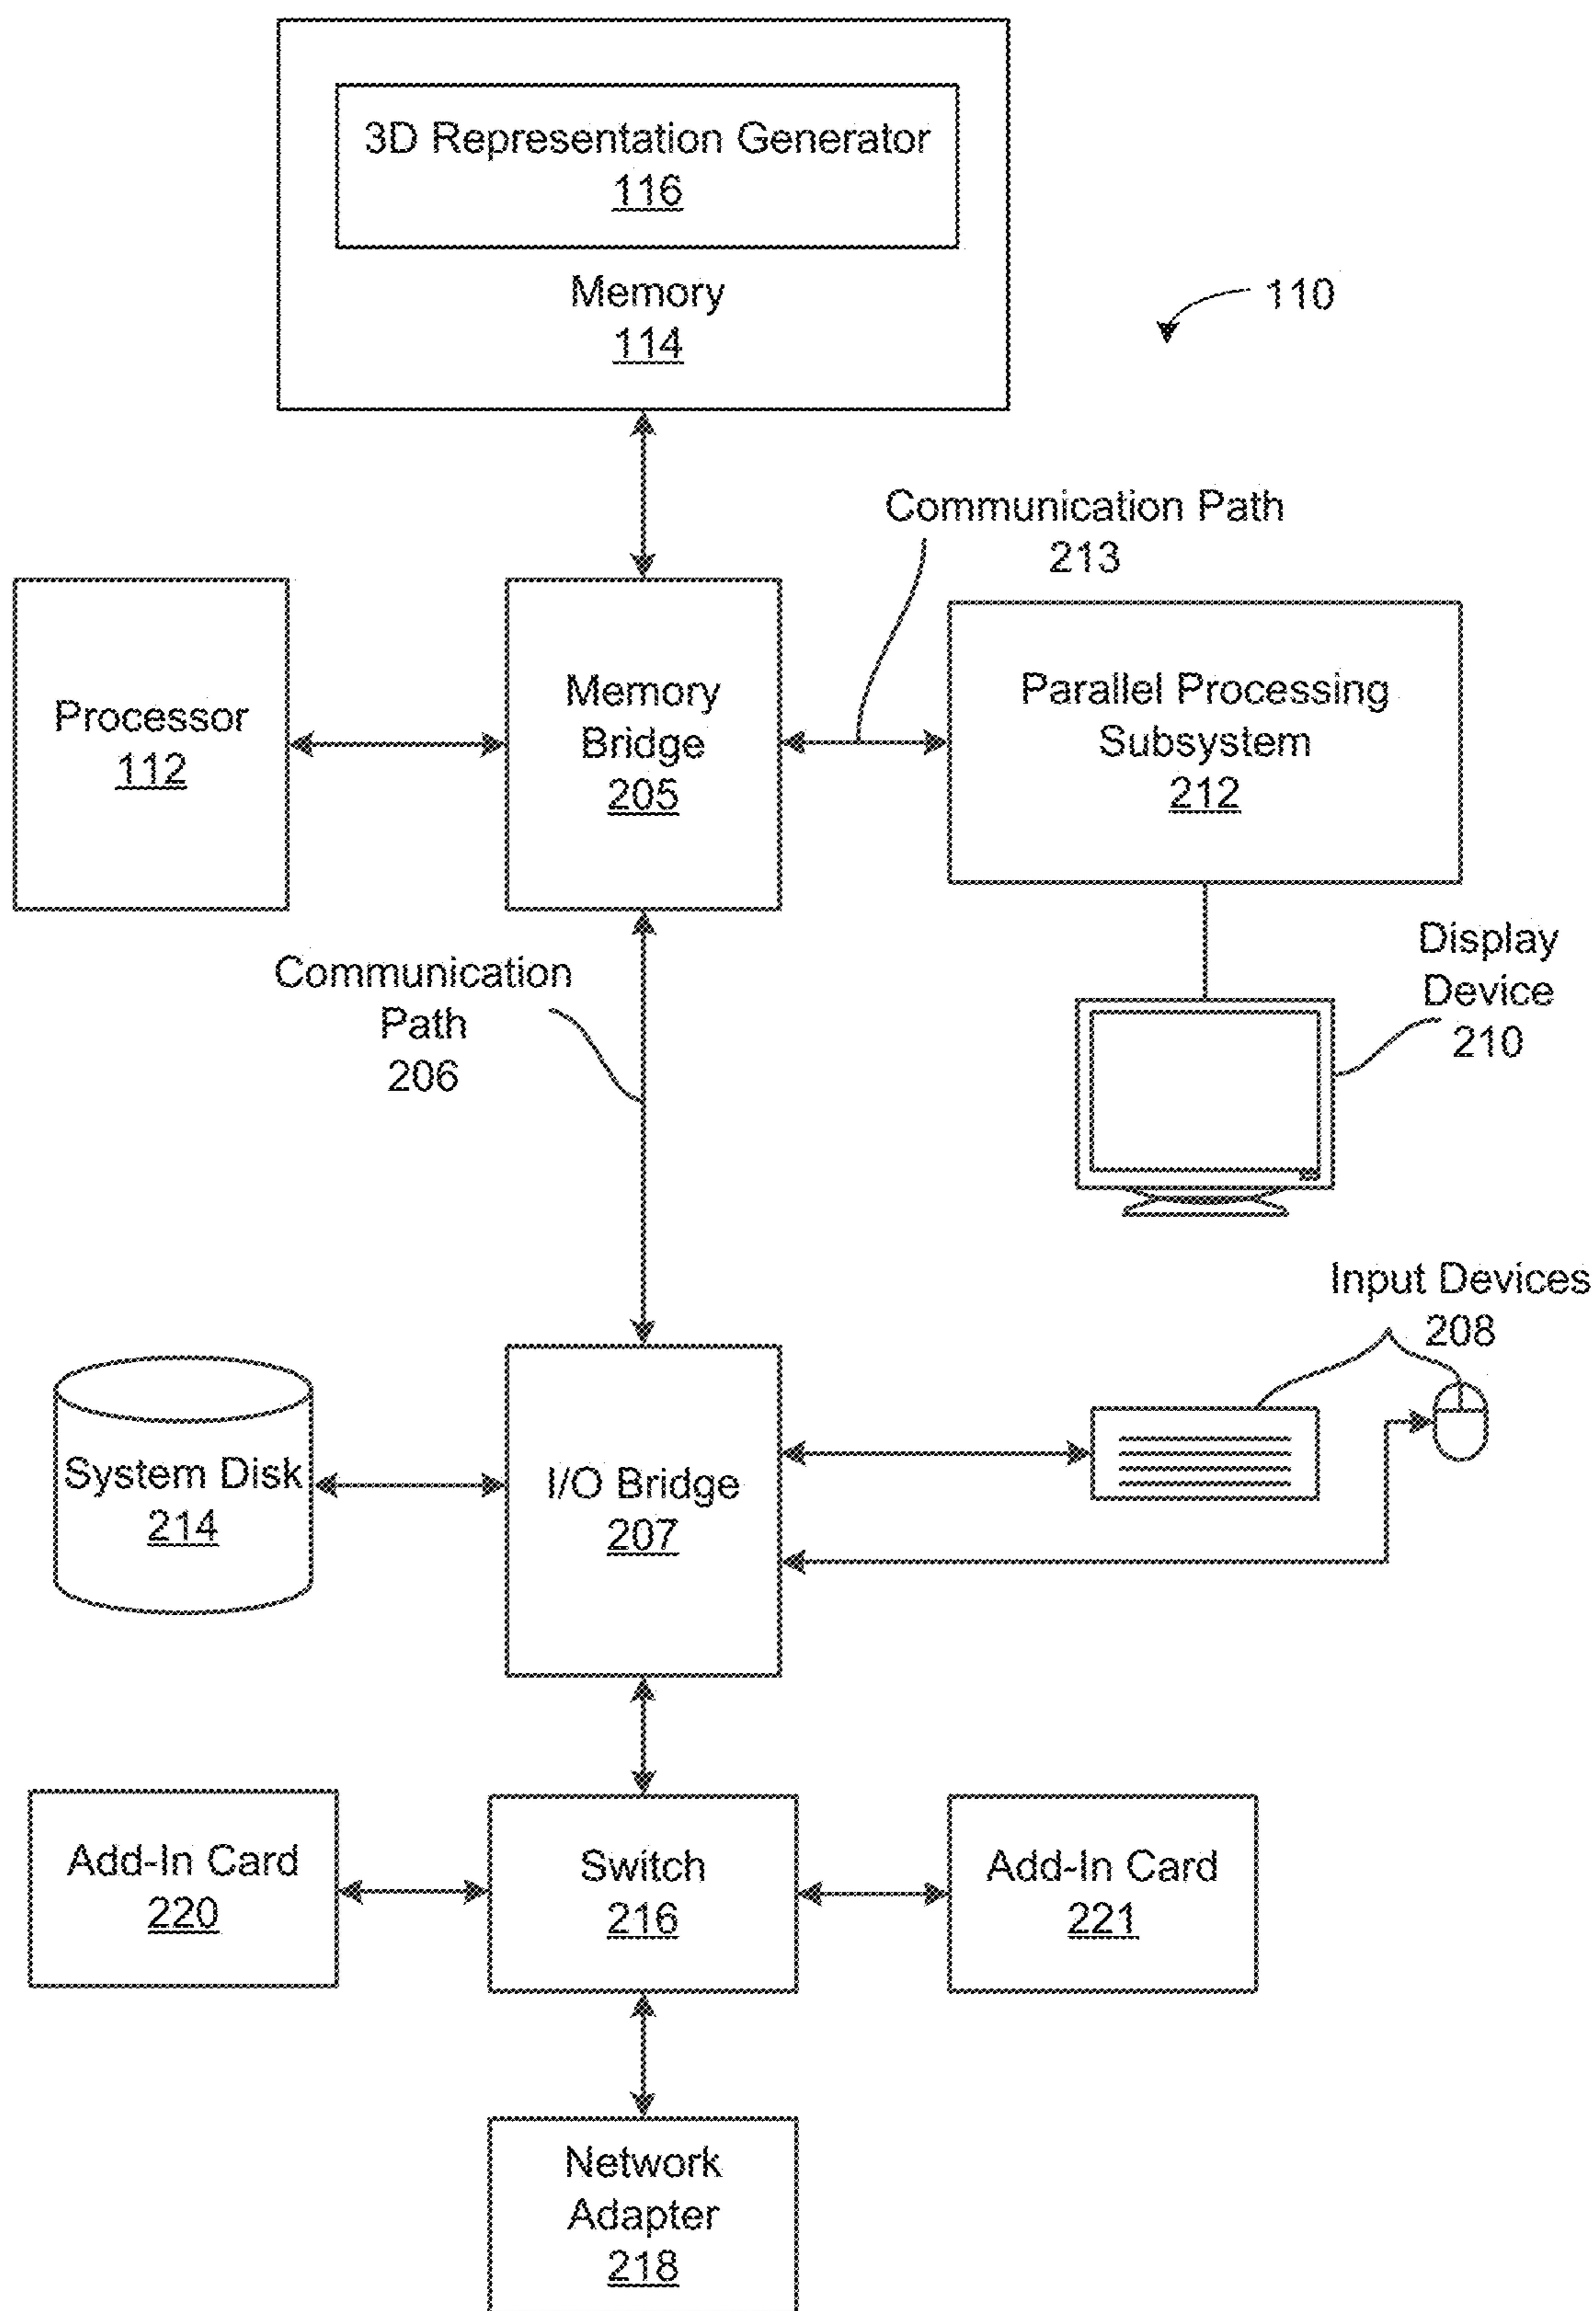 3D Representation Generator
116
Memory
114
110
Communication Path
213
Processor
112
Memory
Bridge
205
Parallel Processing
Subsystem
212
Communication
Path
206
Display
Device
210
Input Devices
208
System Disk
214
I/O Bridge
207
Add-In Card
220
Switch
216
Add-In Card
221
Network
Adapter
218